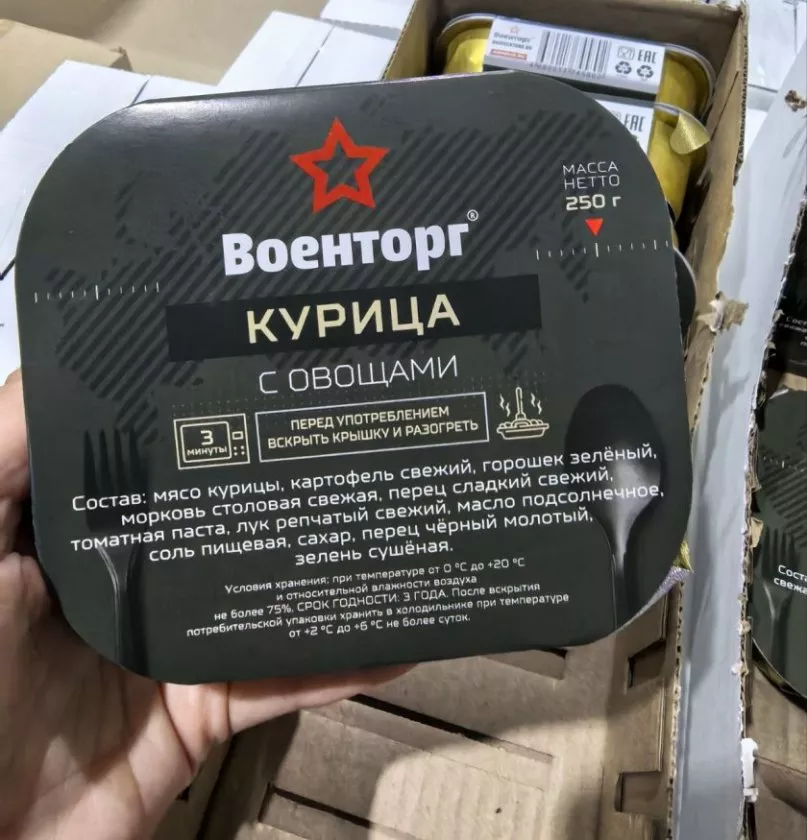 Военторг
EAC
EAC
МАССА
НЕТТО
250 г
Военторг®
КУРИЦА
С ОВОЩАМИ
3
минуты
ПЕРЕД УПОТРЕБЛЕНИЕМ
ВСКРЫТЬ КРЫШКУ И РАЗОГРЕТЬ
Состав: мясо курицы, картофель свежий, горошек зелёный,
морковь столовая свежая, перец сладкий свежий,
томатная паста, лук репчатый свежий, масло подсолнечное,
соль пищевая, сахар, перец чёрный молотый,
зелень сушёная.
Условия хранения: при температуре от 0 °C до +20 °C
и относительной влажности воздуха
не более 75%. СРОК ГОДНОСТИ: 3 ГОДА. После вскрытия
потребительской упаковки хранить в холодильнике при температуре
от +2 °C до +6 °C не более суток.